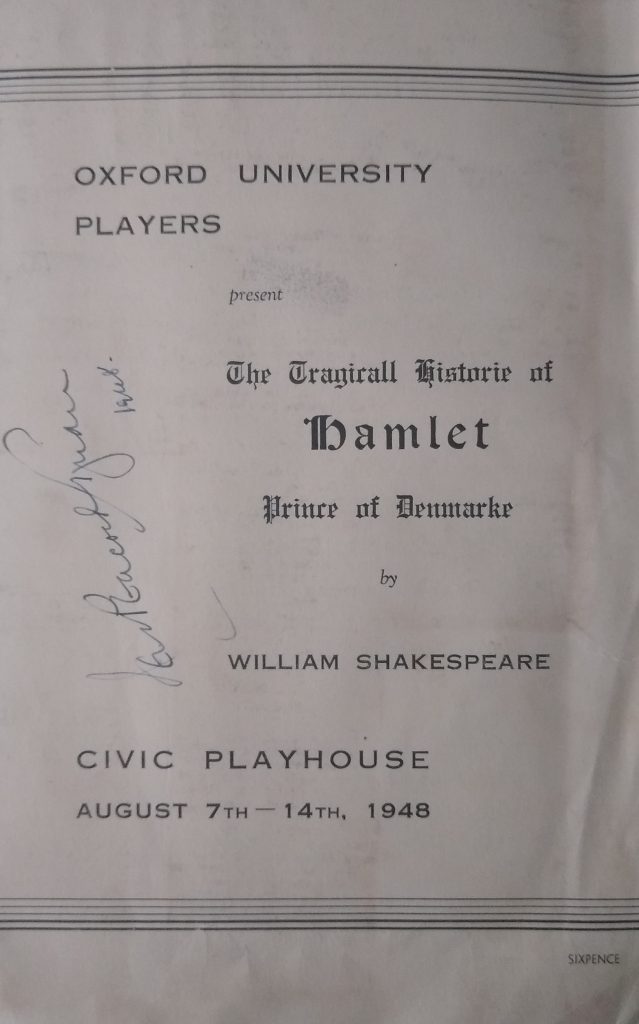 OXFORD UNIVERSITY
PLAYERS
present
The Tragicall Historie of
Hamlet
Prince of Denmarke
by
WILLIAM SHAKESPEARE
CIVIC PLAYHOUSE
AUGUST 7TH — 14TH, 1948
SIXPENCE
1948.